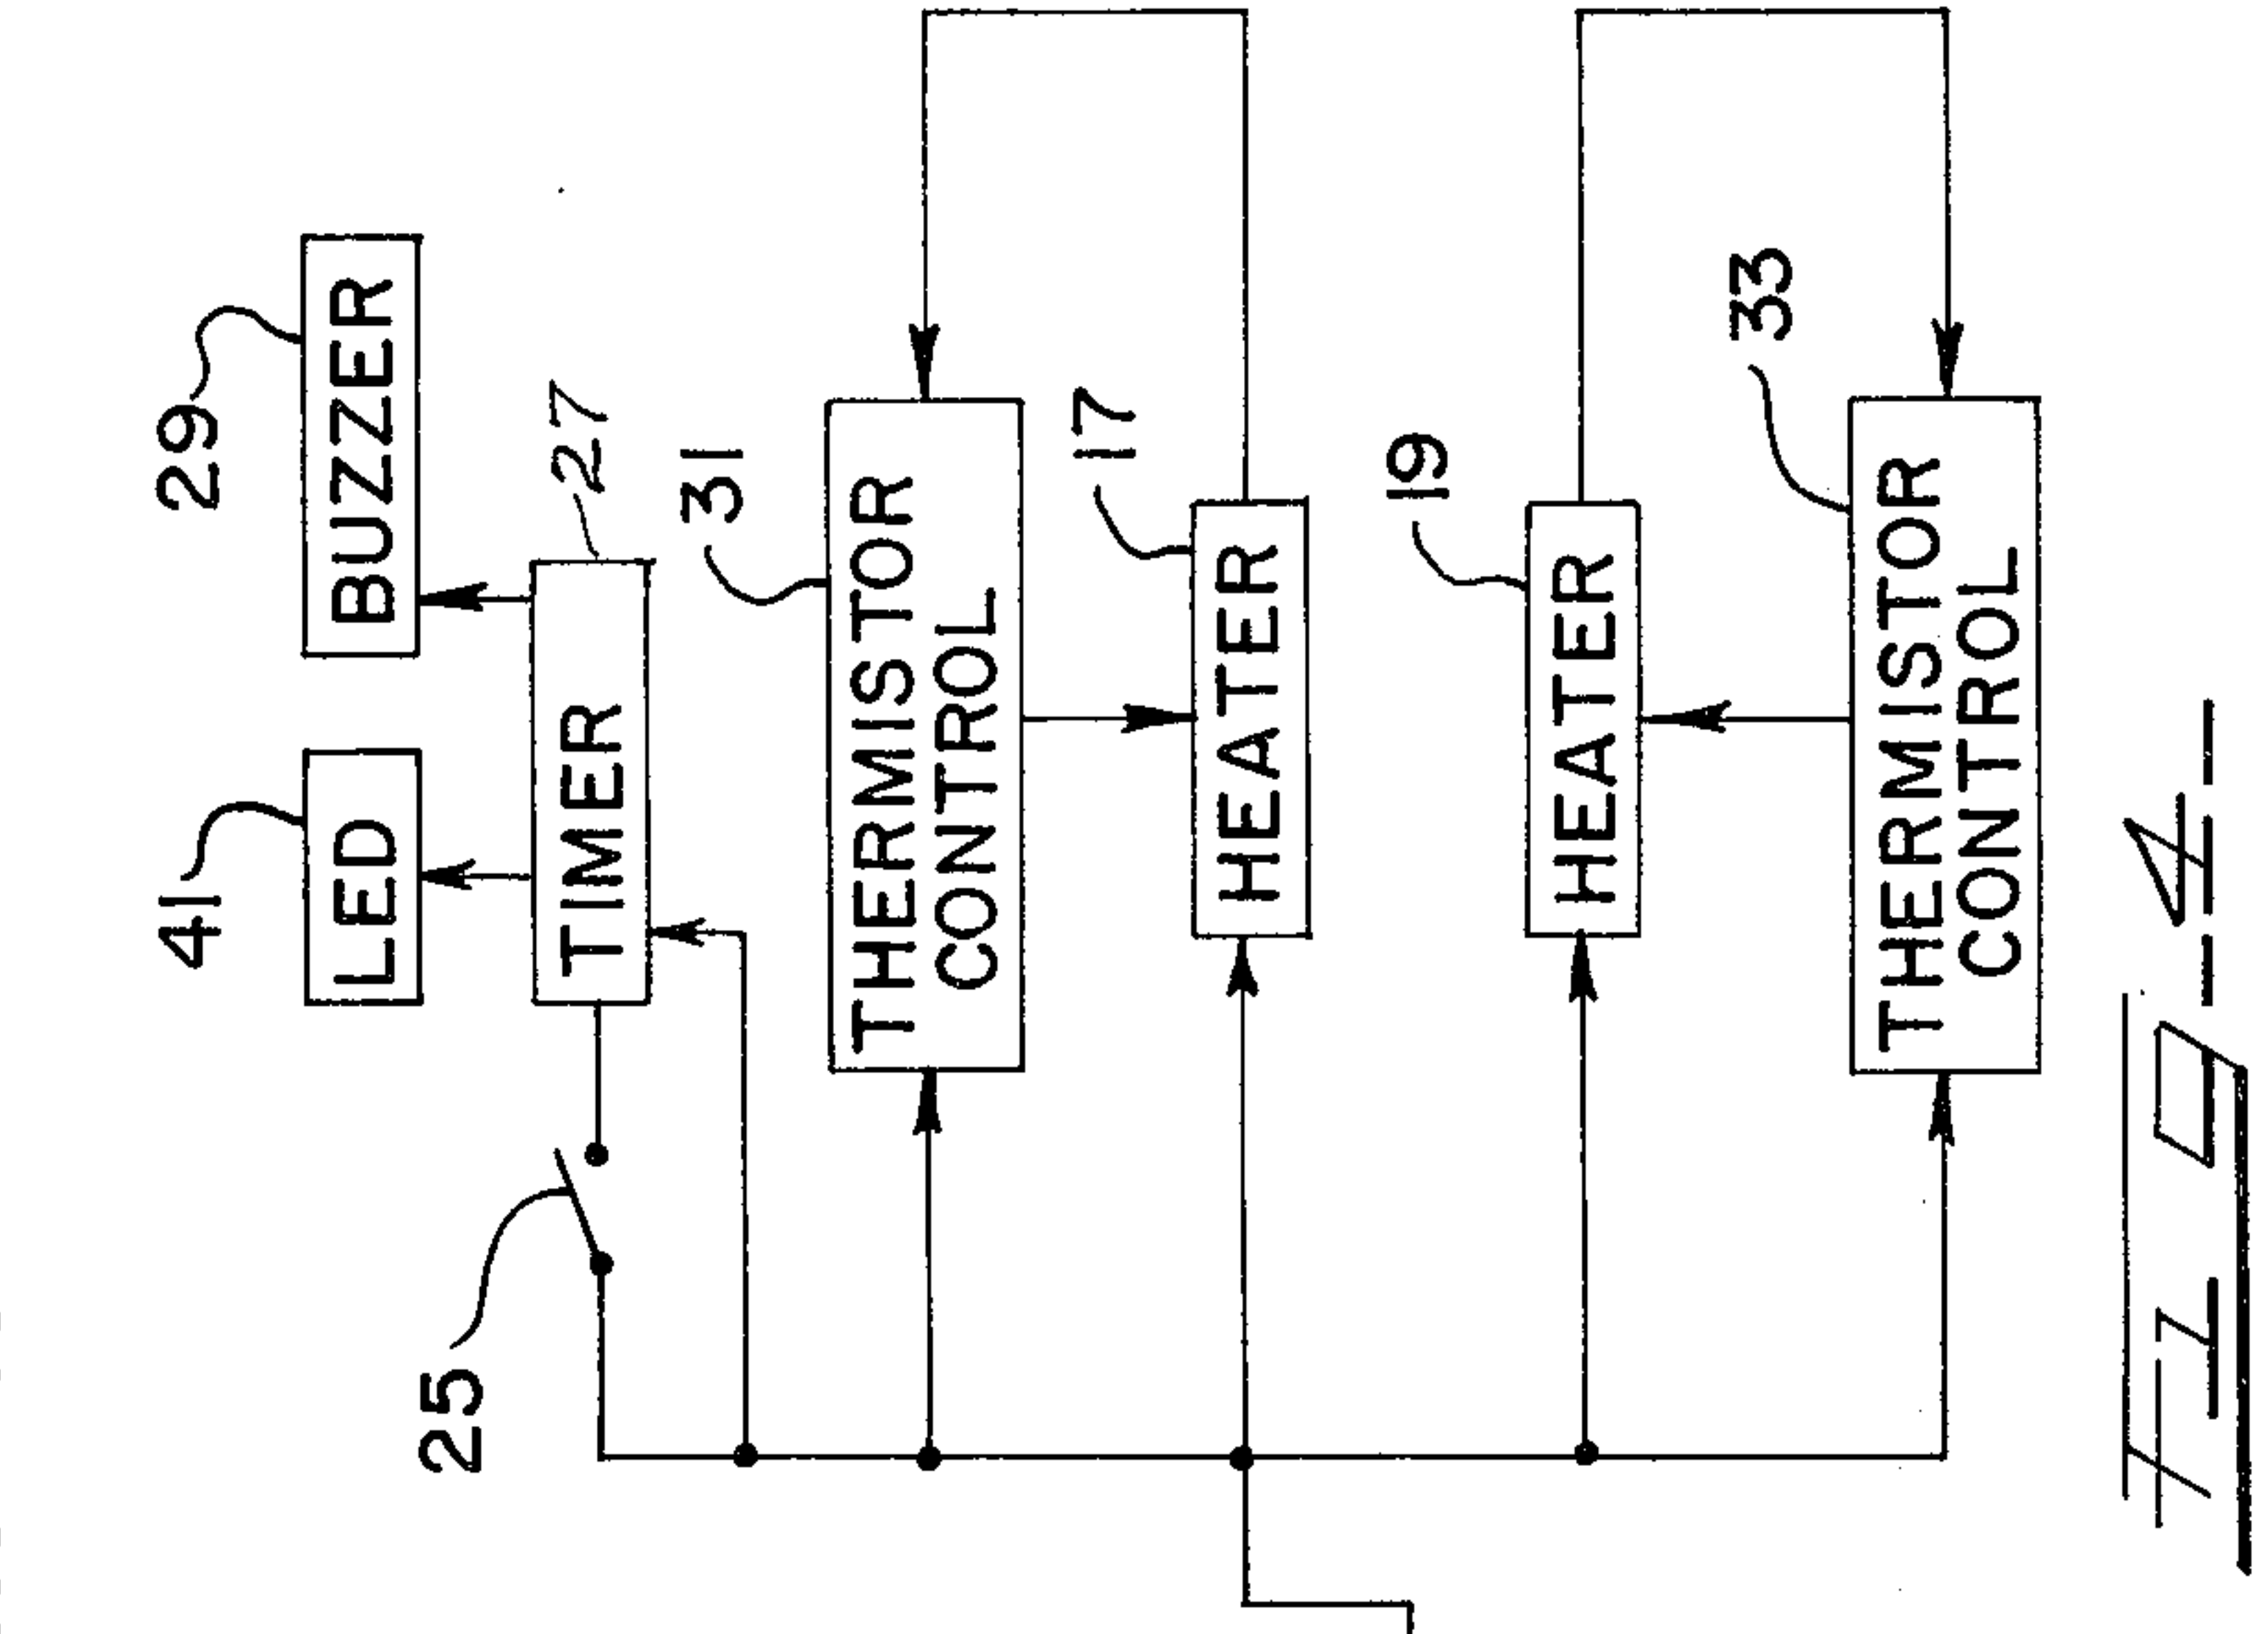 29
BUZZER
41
LED
27
TIMER
25
31
THERMISTOR
CONTROL
17
HEATER
19
HEATER
33
THERMISTOR
CONTROL
FIG-4-